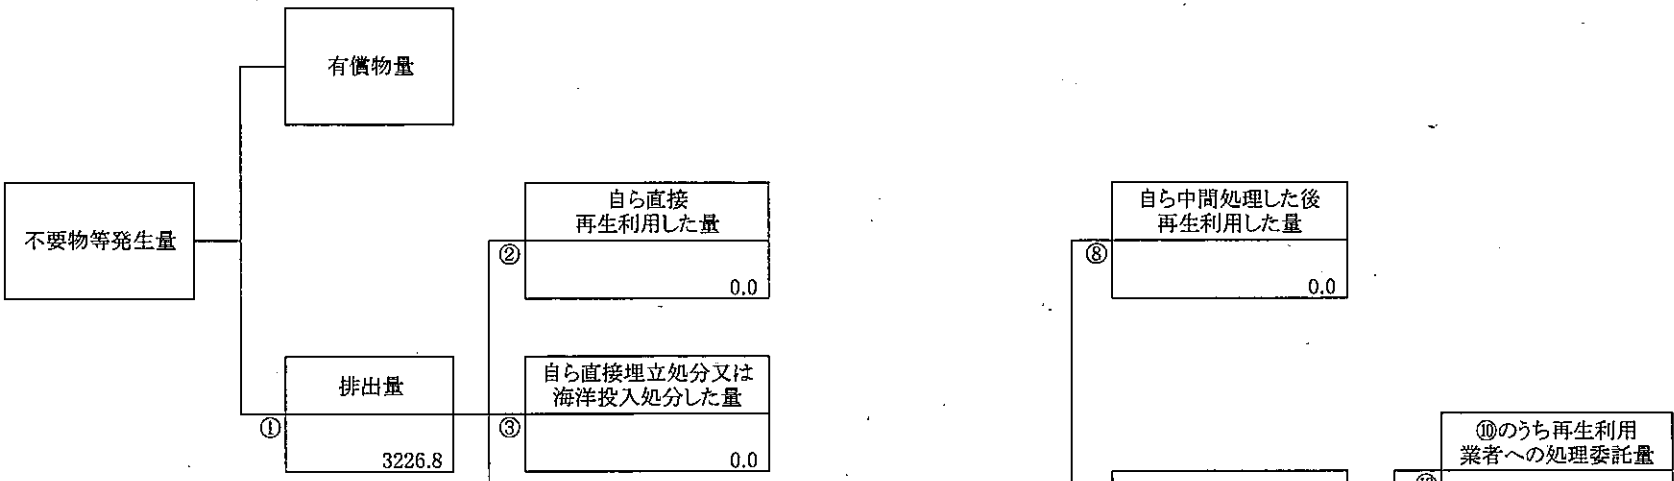 有償物量
不要物等発生量
自ら直接
再生利用した量
②
0.0
自ら中間処理した後
再生利用した量
⑧
0.0
排出量
①
3226.8
自ら直接埋立処分又は
海洋投入処分した量
③
0.0
⑩のうち再生利用
業者への処理委託量